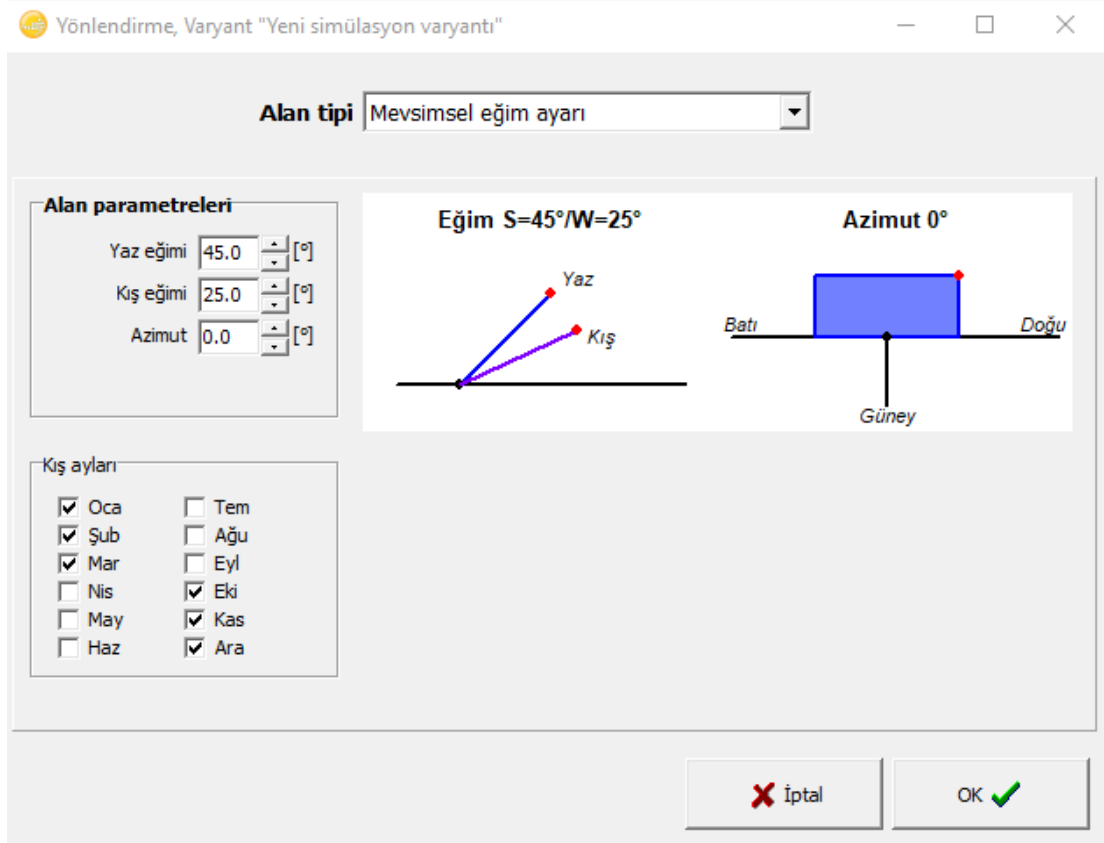 Yönlendirme, Varyant "Yeni simülasyon varyantı"
Alan tipi Mevsimsel eğim ayarı
Alan parametreleri
Yaz eğimi 45.0 [°]
Kış eğimi 25.0 [°]
Azimut 0.0 [°]
Eğim S=45°/W=25°
Yaz
Kış
Azimut 0°
Batı
Doğu
Güney
Kış ayları
Oca Tem
Şub Ağu
Mar Eyl
Nis Eki
May Kas
Haz Ara
İptal
OK